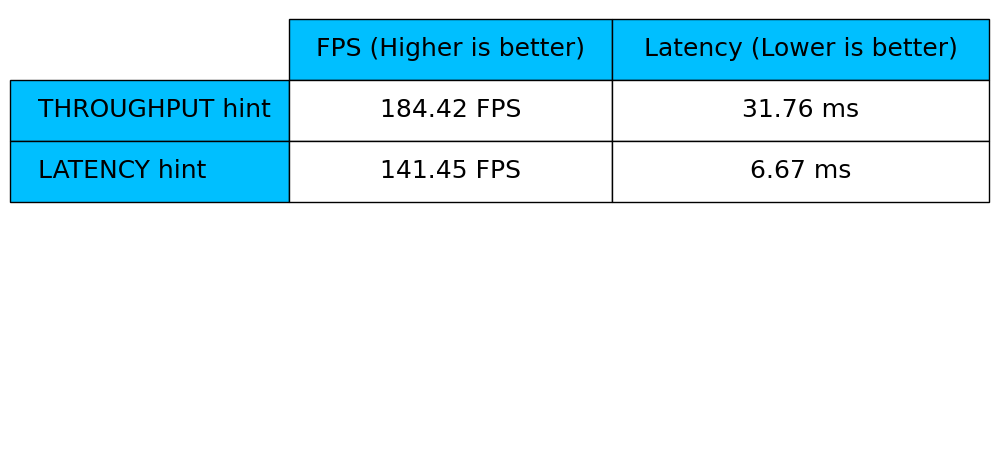 FPS (Higher is better) Latency (Lower is better)
THROUGHPUT hint 184.42 FPS 31.76 ms
LATENCY hint 141.45 FPS 6.67 ms